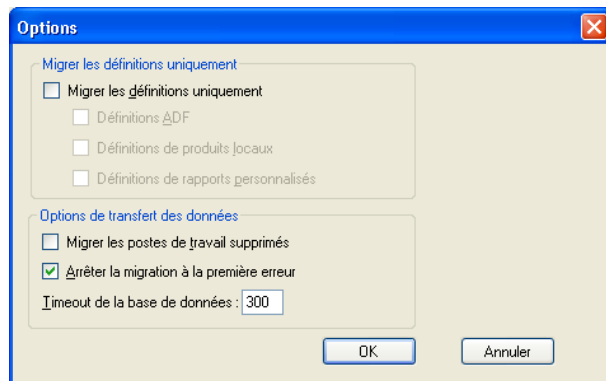 Options
Migrer les définitions uniquement
Migrer les définitions uniquement
Définitions ADF
Définitions de produits locaux
Définitions de rapports personnalisés
Options de transfert des données
Migrer les postes de travail supprimés
Arrêter la migration à la première erreur
Timeout de la base de données : 300
OK Annuler